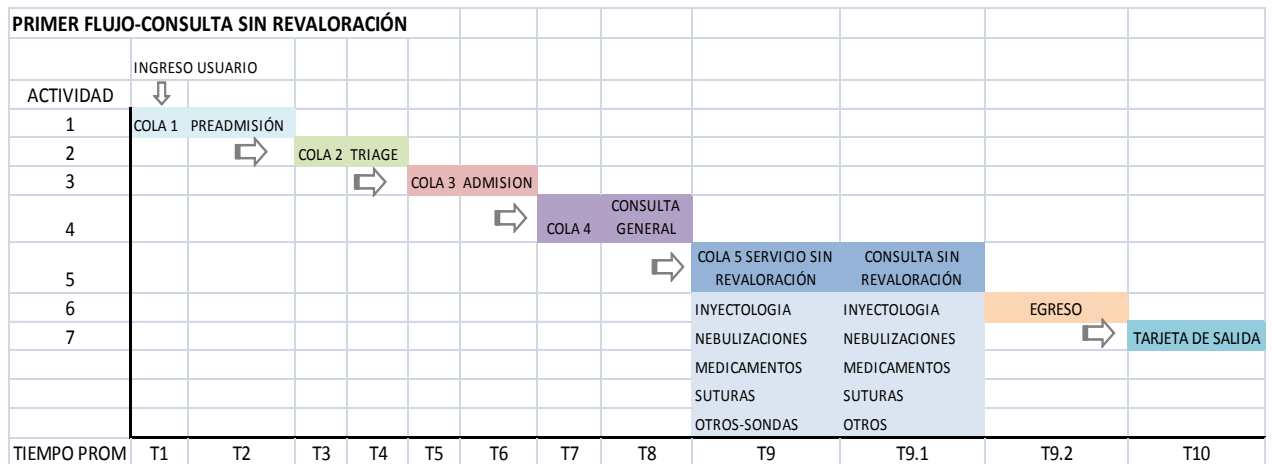 PRIMER FLUJO-CONSULTA SIN REVALORACIÓN
INGRESO USUARIO
ACTIVIDAD
1 COLA 1 PREADMISIÓN
2 COLA 2 TRIAGE
3 COLA 3 ADMISION
4 COLA 4 CONSULTA GENERAL
5 COLA 5 SERVICIO SIN REVALORACIÓN CONSULTA SIN REVALORACIÓN
6 INYECTOLOGIA INYECTOLOGIA EGRESO
7 NEBULIZACIONES NEBULIZACIONES TARJETA DE SALIDA
MEDICAMENTOS MEDICAMENTOS
SUTURAS SUTURAS
OTROS-SONDAS OTROS
TIEMPO PROM T1 T2 T3 T4 T5 T6 T7 T8 T9 T9.1 T9.2 T10